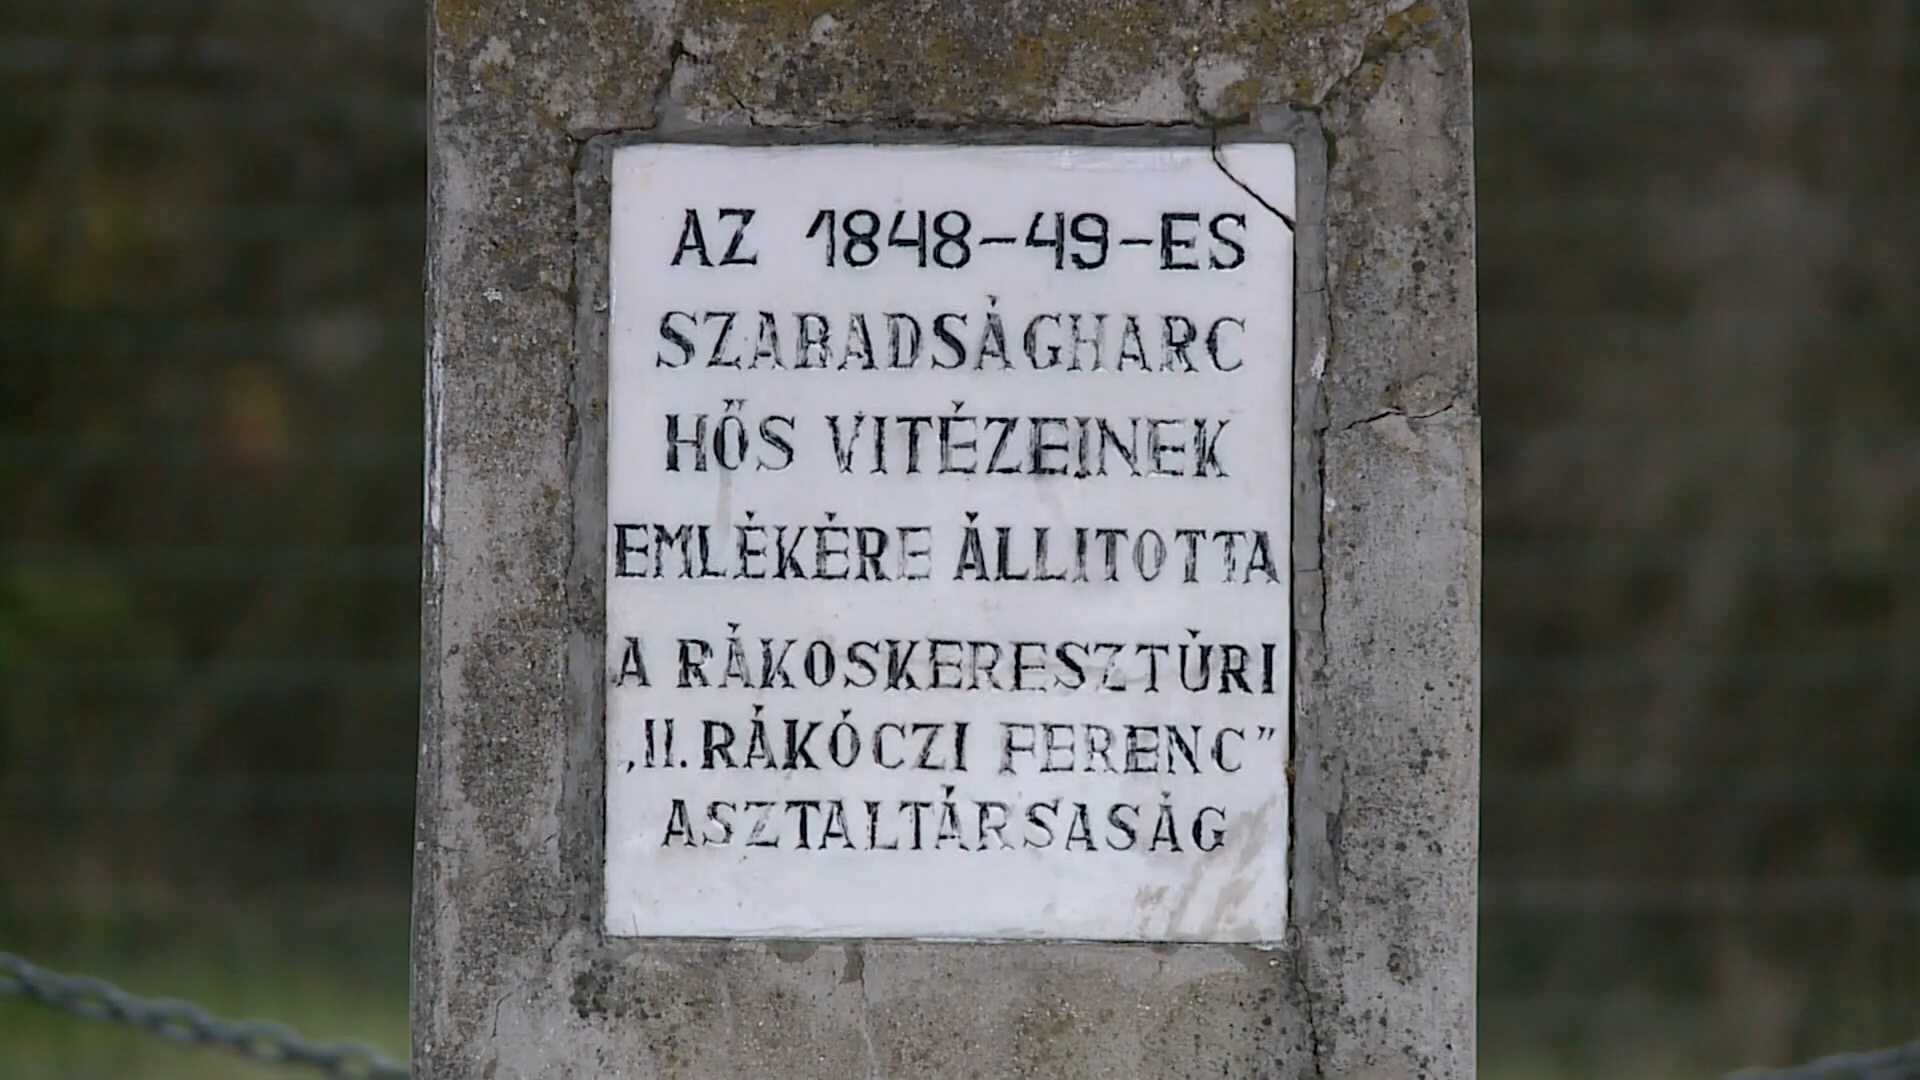 AZ 1848-49-ES
SZABADSÁGHARC
HŐS VITÉZEINEK
EMLÉKÉRE ÁLLITOTTA
A RÁKOSKERESZTÚRI
„II. RÁKÓCZI FERENC”
ASZTALTÁRSASÁG